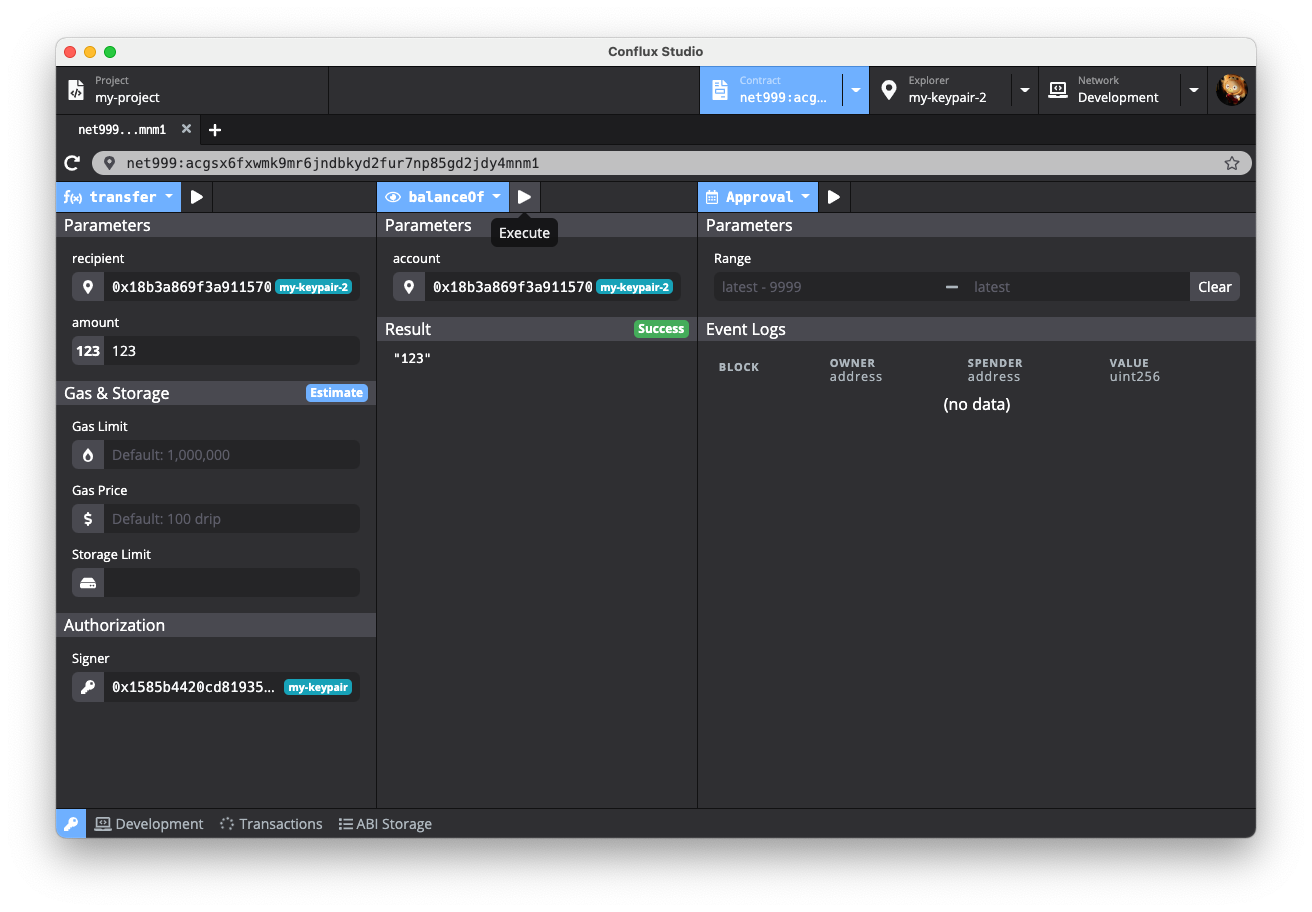 Conflux Studio
Project
my-project
Contract
net999:acg...
Explorer
my-keypair-2
Network
Development
net999...mnm1
net999:acgsx6fxwmk9mr6jndbkyd2fur7np85gd2jdy4mnm1
f(x) transfer
balanceOf
Approval
Parameters
Parameters
Execute
Parameters
recipient
0x18b3a869f3a911570 my-keypair-2
amount
123 123
Gas & Storage Estimate
Gas Limit
Default: 1,000,000
Gas Price
$ Default: 100 drip
Storage Limit
Authorization
Signer
0x1585b4420cd81935... my-keypair
account
0x18b3a869f3a911570 my-keypair-2
Result Success
"123"
Range
latest - 9999 — latest Clear
Event Logs
BLOCK OWNER SPENDER VALUE
address address uint256
(no data)
Development Transactions ABI Storage